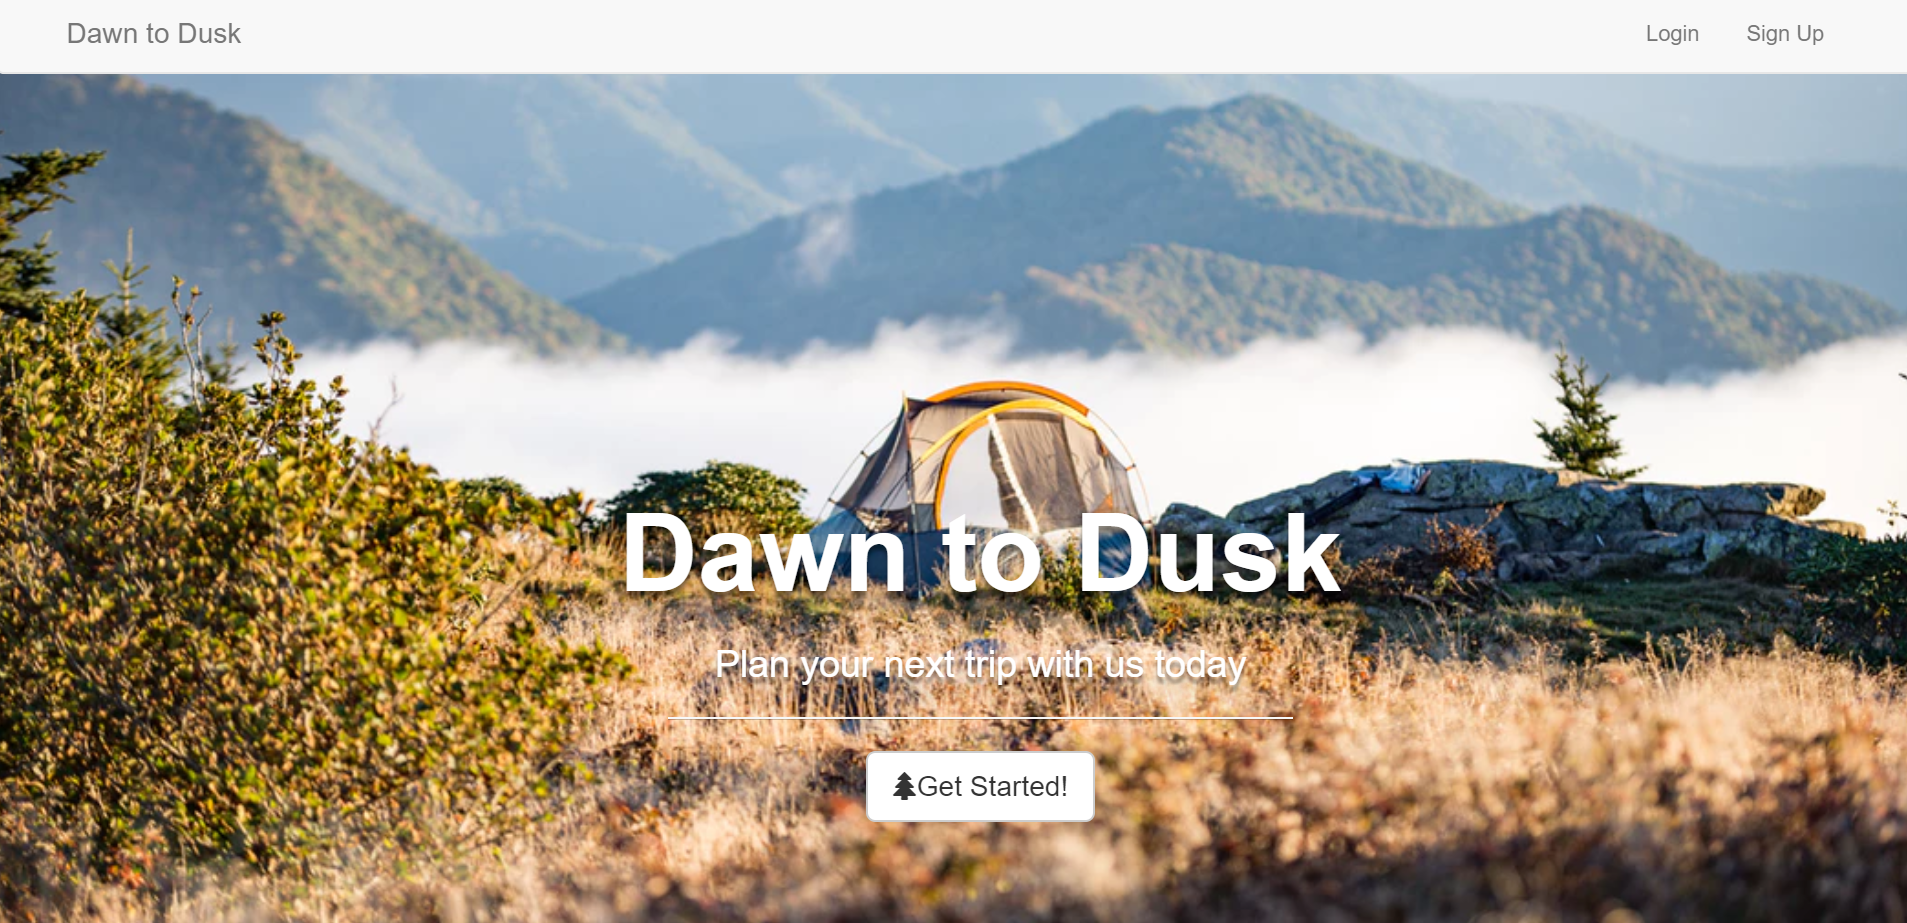 Dawn to Dusk
Login
Sign Up
Dawn to Dusk
Plan your next trip with us today
Get Started!